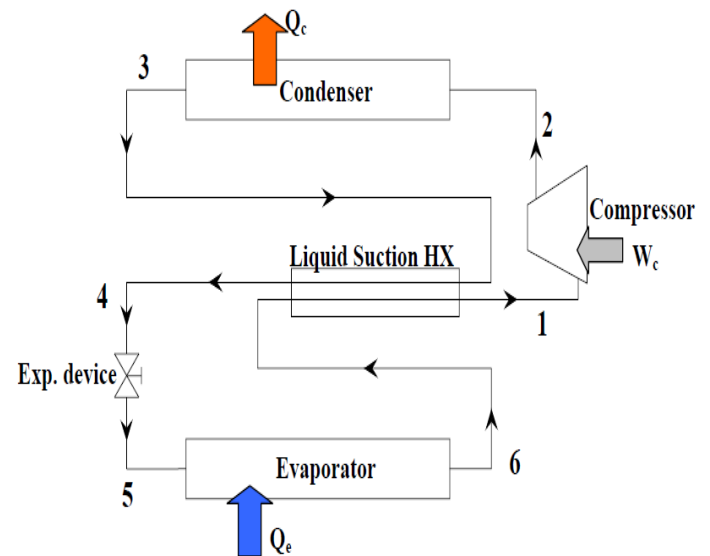 Qc
3
Condenser
2
Compressor
Wc
Liquid Suction HX
4
1
Exp. device
Evaporator
5
6
Qe